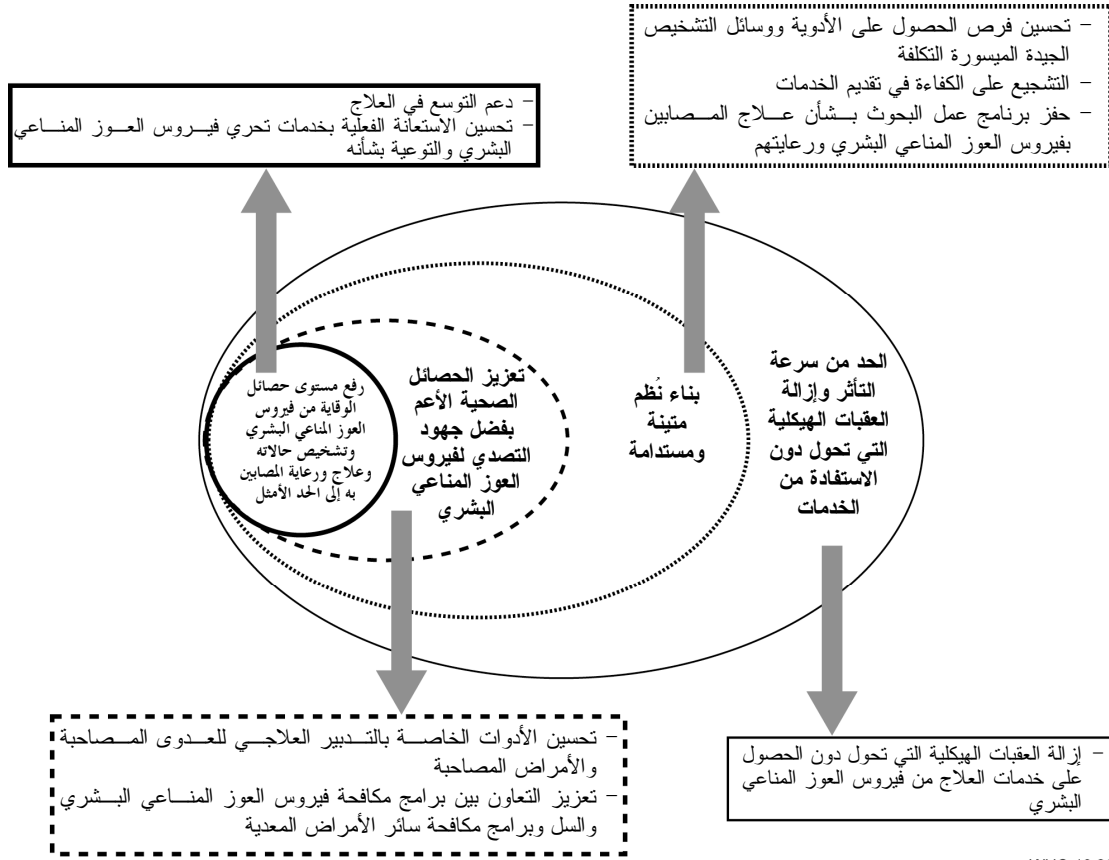 – تحسين فرص الحصول على الأدوية ووسائل التشخيص
الجيدة الميسورة التكلفة
– التشجيع على الكفاءة في تقديم الخدمات
– حفز برنامج عمل البحوث بشأن علاج المصابين
بفيروس العوز المناعي البشري ورعايتهم
– دعم التوسع في العلاج
– تحسين الاستعانة الفعلية بخدمات تحري فيروس العوز المناعي
البشري والتوعية بشأنه
الحد من سرعة
التأثر وإزالة
العقبات الهيكلية
التي تحول دون
الاستفادة من
الخدمات
بناء نُظم
متينة
ومستدامة
تعزيز الحصائل
الصحية الأعم
بفضل جهود
التصدي لفيروس
العوز المناعي
البشري
رفع مستوى حصائل
الوقاية من فيروس
العوز المناعي البشري
وتشخيص حالاته
وعلاج ورعاية المصابين
به إلى الحد الأمثل
– تحسين الأدوات الخاصة بالتدبير العلاجي للعدوى المصاحبة
والأمراض المصاحبة
– تعزيز التعاون بين برامج مكافحة فيروس العوز المناعي البشري
والسل وبرامج مكافحة سائر الأمراض المعدية
– إزالة العقبات الهيكلية التي تحول دون الحصول
على خدمات العلاج من فيروس العوز المناعي
البشري